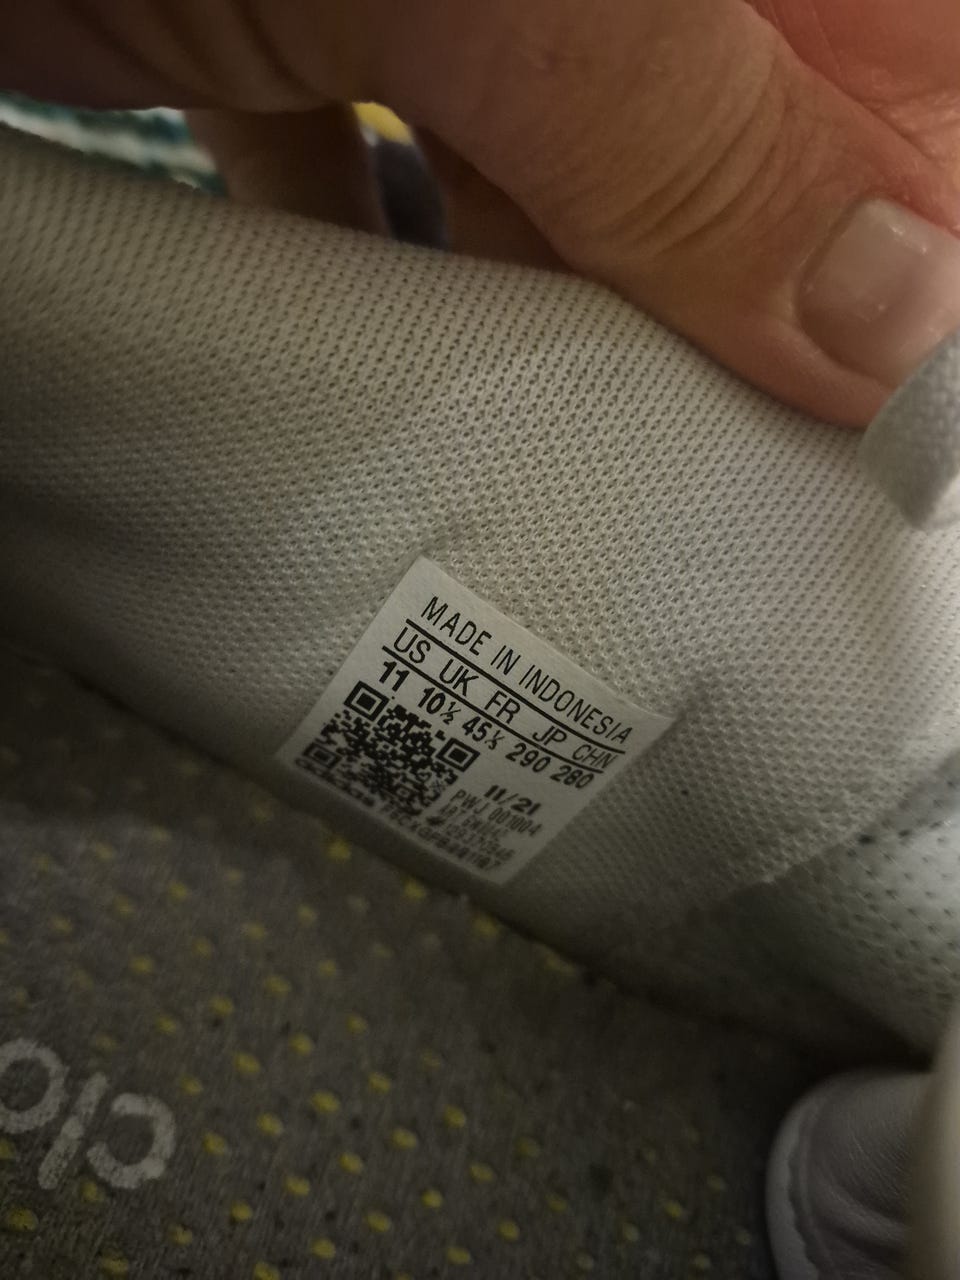 MADE IN INDONESIA
US UK FR JP CHN
11 10½ 45⅓ 290 280
11/21
PWJ 001004
clo